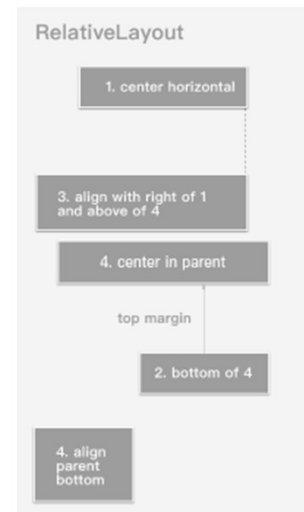 RelativeLayout
1. center horizontal
3. align with right of 1
and above of 4
4. center in parent
top margin
2. bottom of 4
4. align
parent
bottom